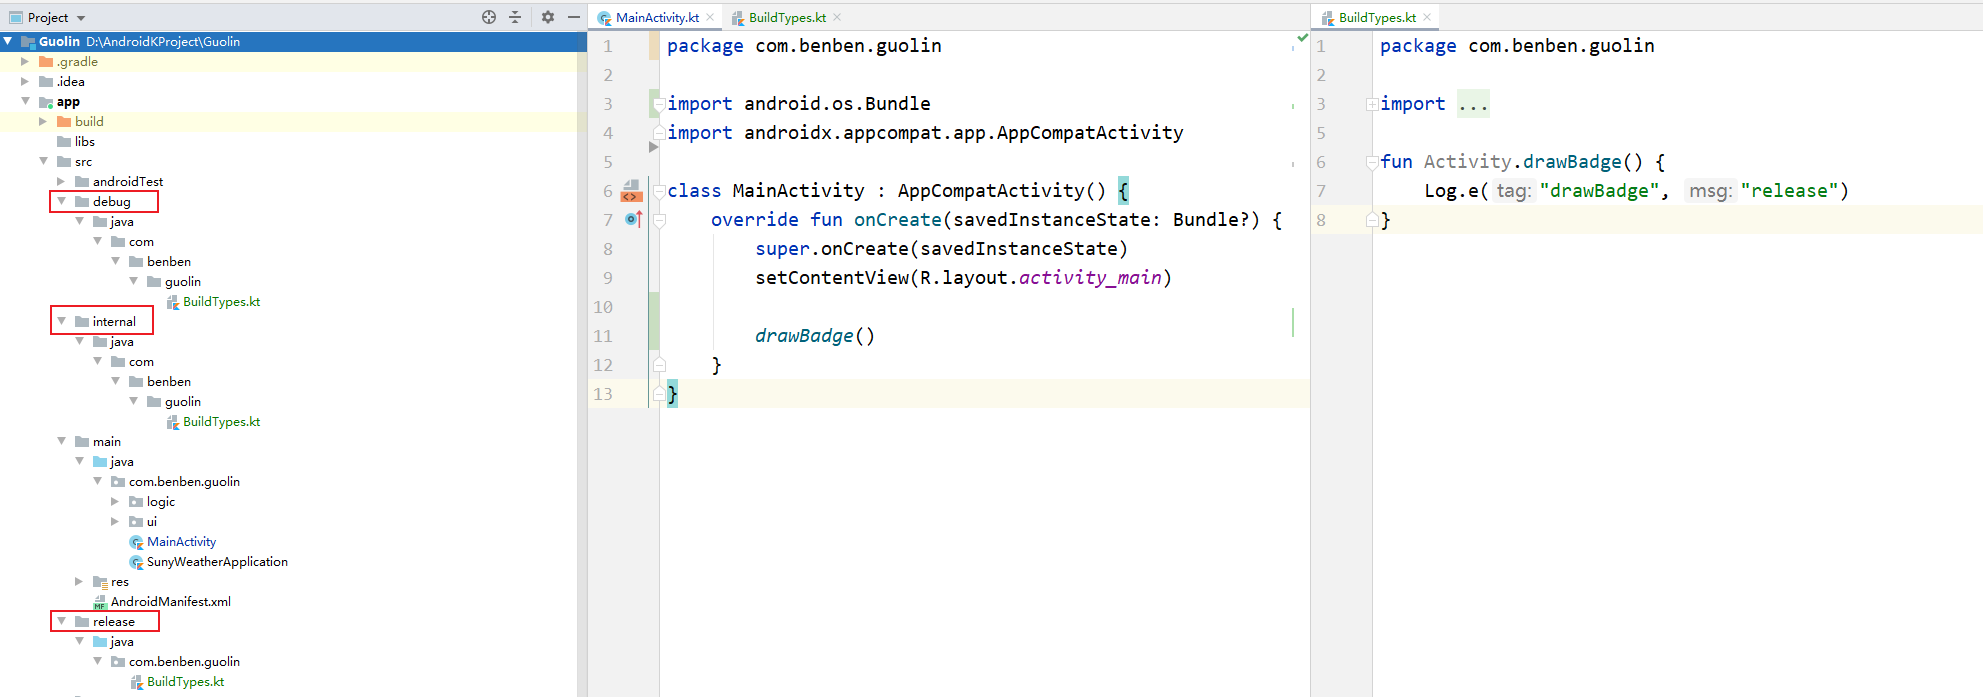 Project
Guolin D:\AndroidKProject\Guolin
.gradle
.idea
app
build
libs
src
androidTest
debug
java
com
benben
guolin
BuildTypes.kt
internal
java
com
benben
guolin
BuildTypes.kt
main
java
com.benben.guolin
logic
ui
MainActivity
SunyWeatherApplication
res
MF AndroidManifest.xml
release
java
com.benben.guolin
BuildTypes.kt
MainActivity.kt BuildTypes.kt
1 package com.benben.guolin
2
3 import android.os.Bundle
4 import androidx.appcompat.app.AppCompatActivity
5
6 class MainActivity : AppCompatActivity() {
7 override fun onCreate(savedInstanceState: Bundle?) {
8 super.onCreate(savedInstanceState)
9 setContentView(R.layout.activity_main)
10
11 drawBadge()
12 }
13 }
BuildTypes.kt
1 package com.benben.guolin
2
3 import ...
5
6 fun Activity.drawBadge() {
7 Log.e( tag: "drawBadge", msg: "release")
8 }